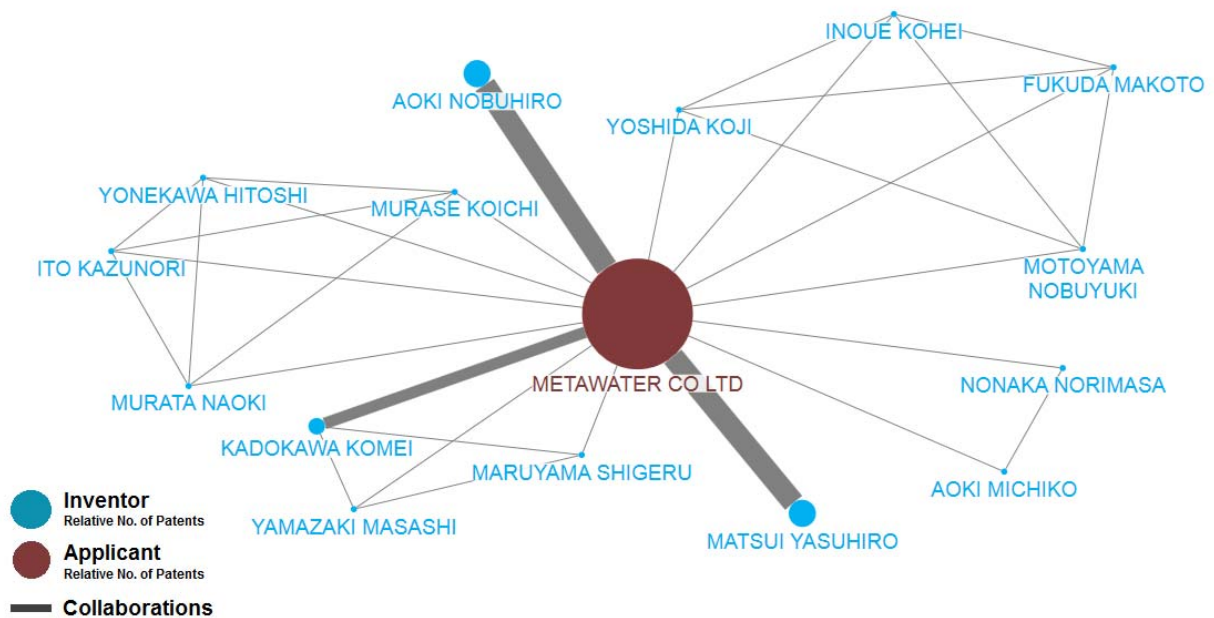 INOUE KOHEI
FUKUDA MAKOTO
AOKI NOBUHIRO
YOSHIDA KOJI
YONEKAWA HITOSHI
MURASE KOICHI
ITO KAZUNORI
MOTOYAMA
NOBUYUKI
METAWATER CO LTD
NONAKA NORIMASA
MURATA NAOKI
KADOKAWA KOMEI
MARUYAMA SHIGERU
AOKI MICHIKO
YAMAZAKI MASASHI
MATSUI YASUHIRO
Inventor
Relative No. of Patents
Applicant
Relative No. of Patents
Collaborations